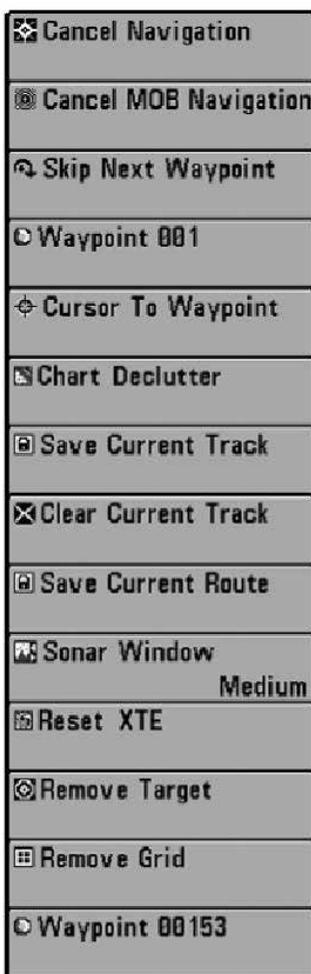 Cancel Navigation
Cancel MOB Navigation
Skip Next Waypoint
Waypoint 001
Cursor To Waypoint
Chart Declutter
Save Current Track
Clear Current Track
Save Current Route
Sonar Window
Medium
Reset XTE
Remove Target
Remove Grid
Waypoint 00153